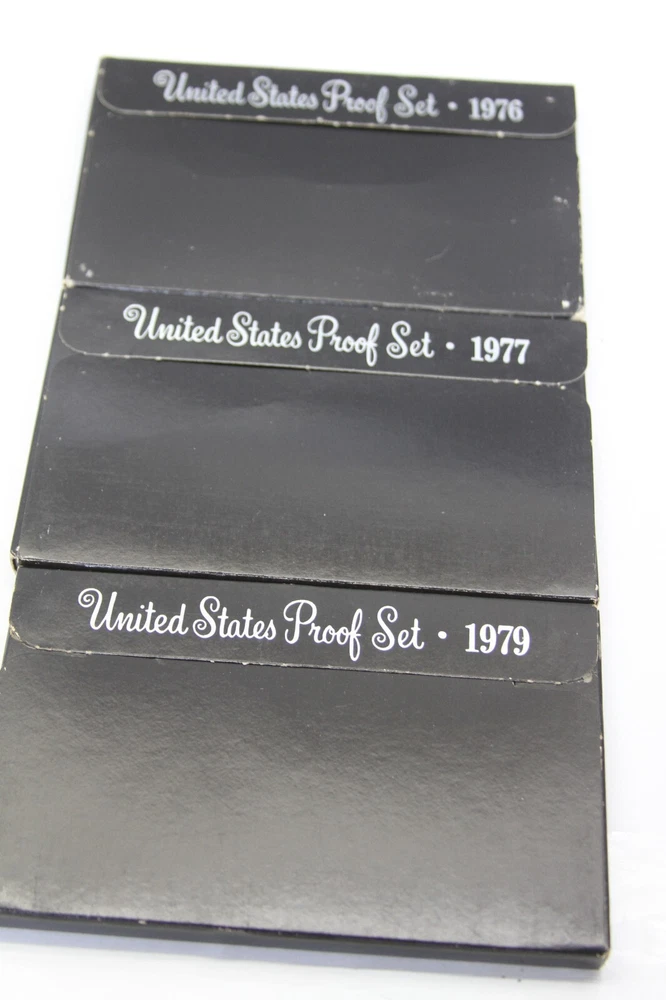 United States Proof Set • 1976
United States Proof Set • 1977
United States Proof Set • 1979